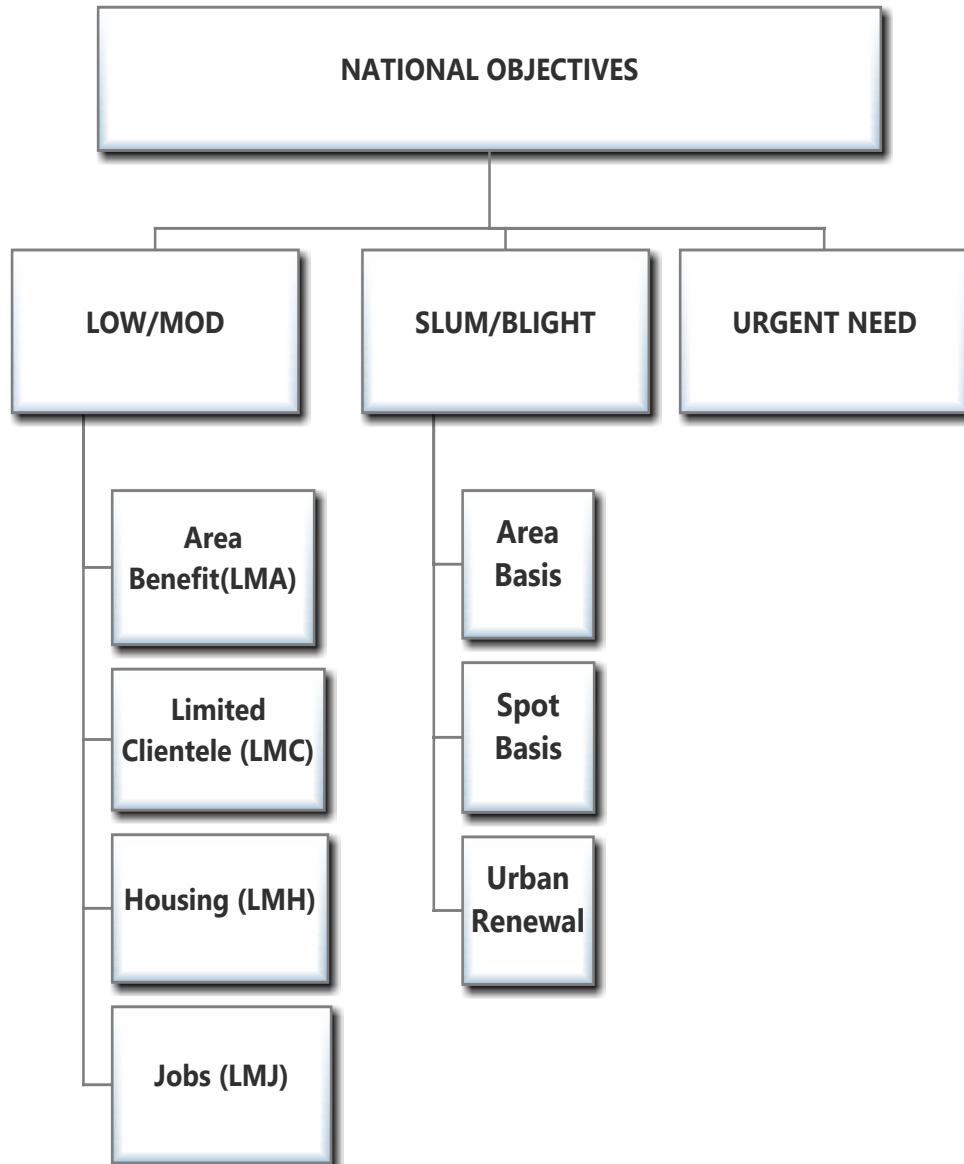 NATIONAL OBJECTIVES
LOW/MOD
SLUM/BLIGHT
URGENT NEED
Area
Benefit(LMA)
Limited
Clientele (LMC)
Housing (LMH)
Jobs (LMJ)
Area
Basis
Spot
Basis
Urban
Renewal